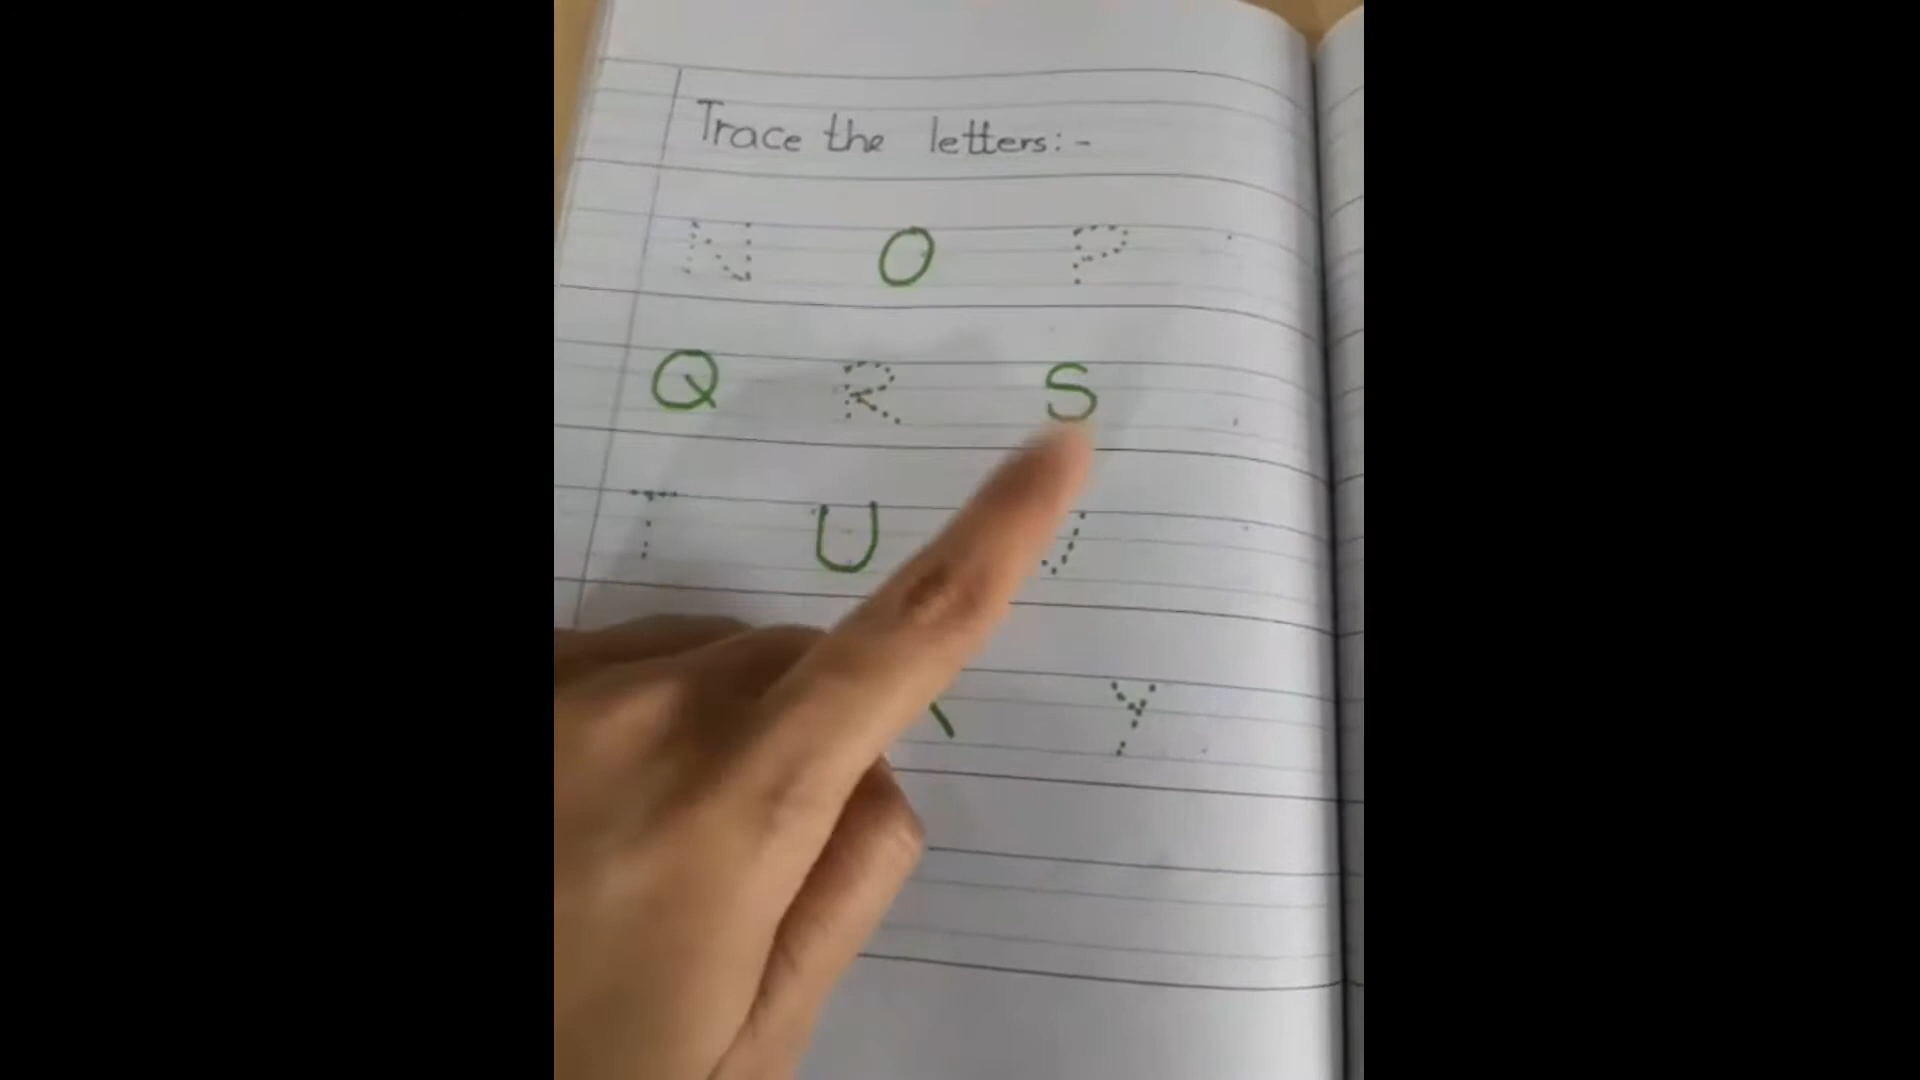 Trace the letters:-
N O P
Q R S
T U
Y